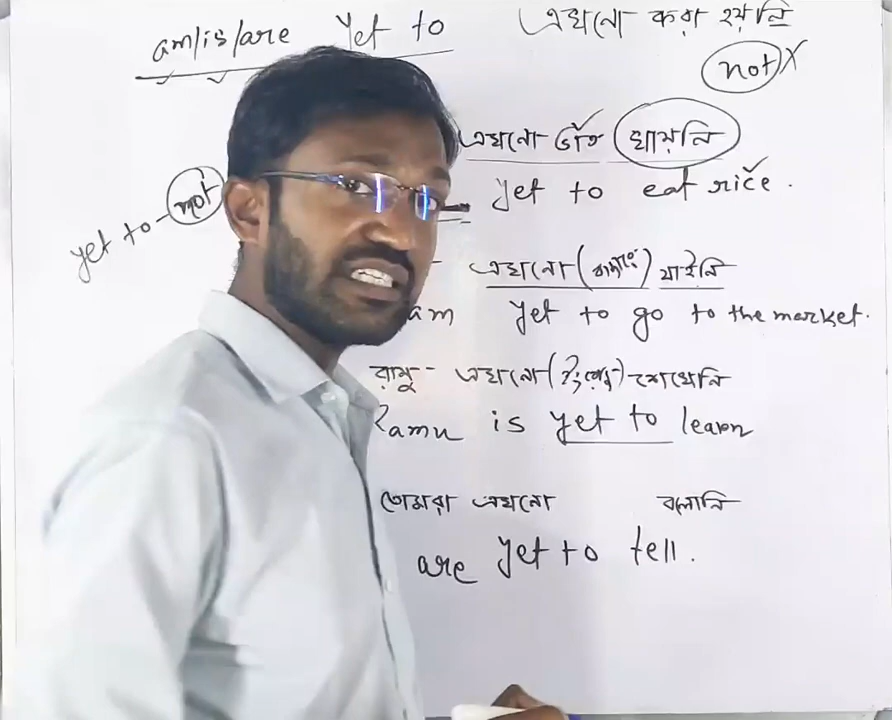 am/is/are yet to এখনো করা হয়নি
not X
এখনো ভাত খায়নি
yet to eat rice.
yet to - not
এখনো (বাজারে) যাইনি
am yet to go to the market.
রামু - এখনো (ইংরেজি) শেখেনি
Ramu is yet to learn
তোমরা এখনো বলোনি
are yet to tell.